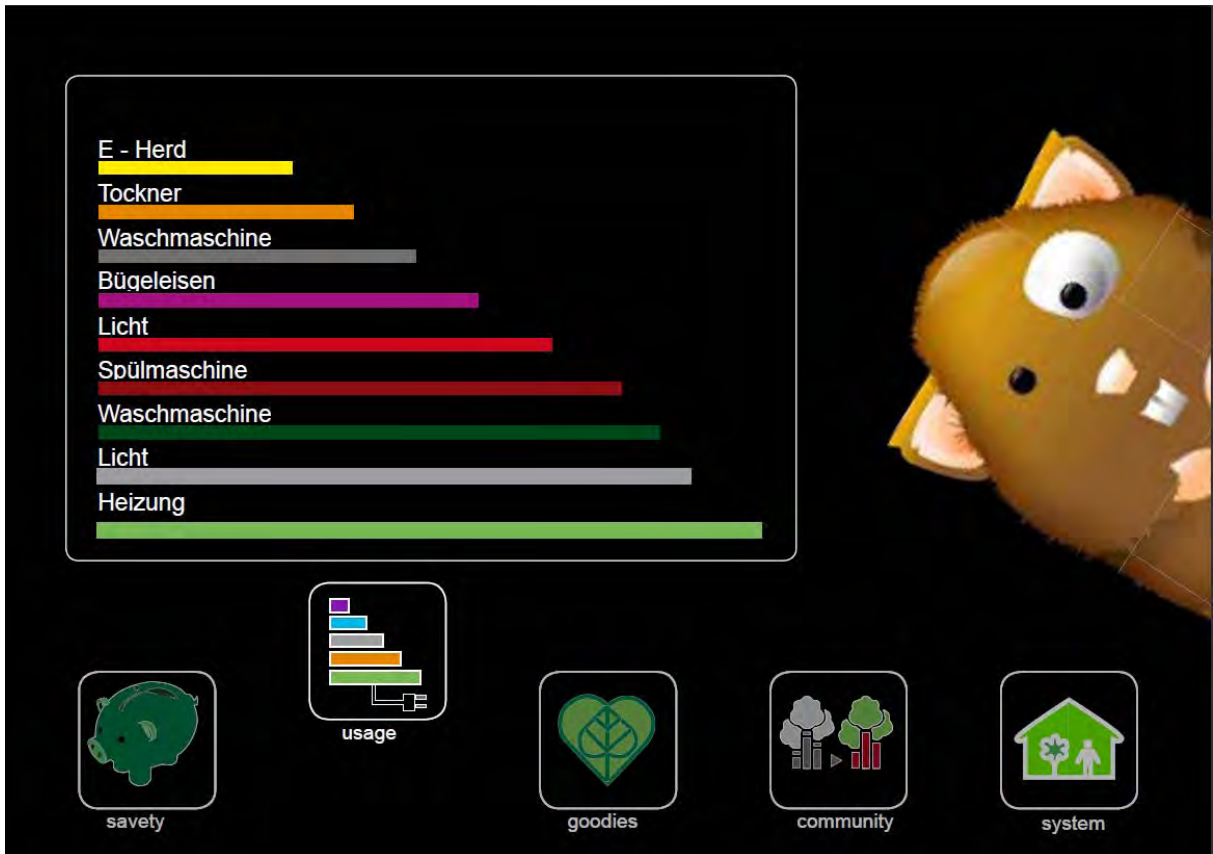 E - Herd
Tockner
Waschmaschine
Bügeleisen
Licht
Spülmaschine
Waschmaschine
Licht
Heizung
usage
savety
goodies
community
system